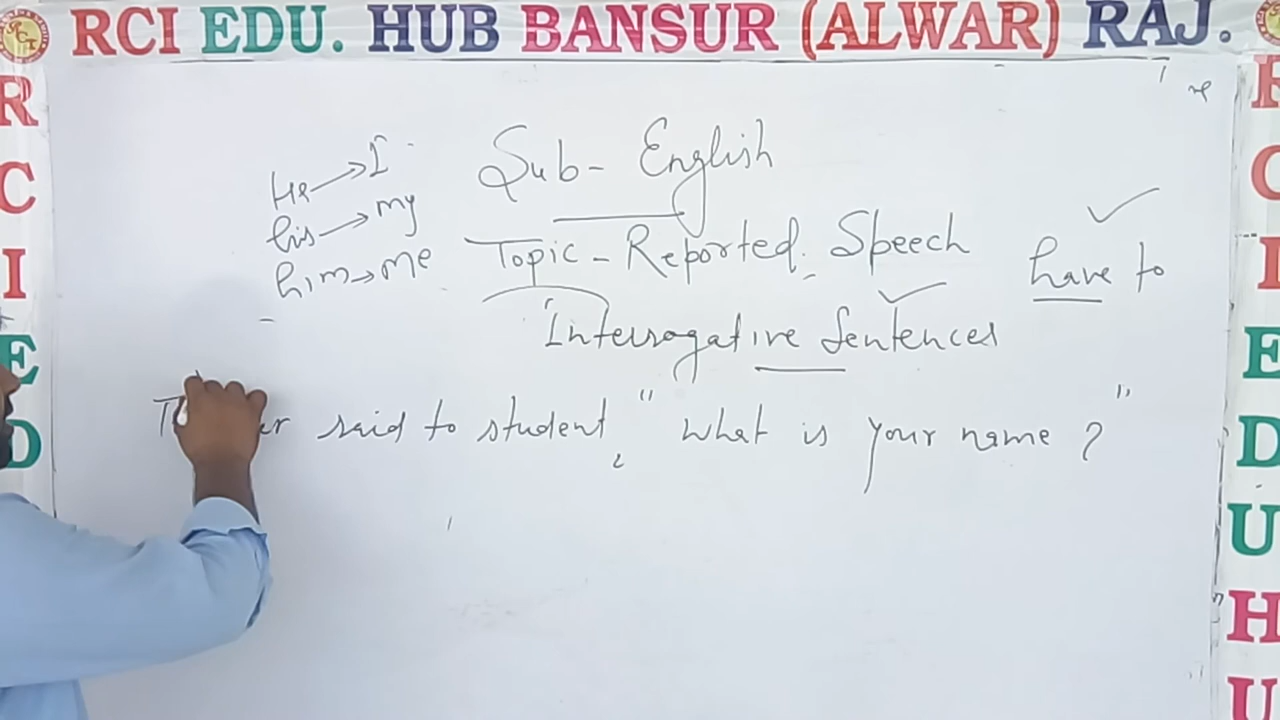 RCI EDU. HUB BANSUR (ALWAR) RAJ.
Sub- English
He → I
his → my
him → me
Topic - Reported Speech
have to
Interrogative Sentences
said to student, " What is your name ? "
R
C
I
E
D
R
C
I
E
D
U
H
U